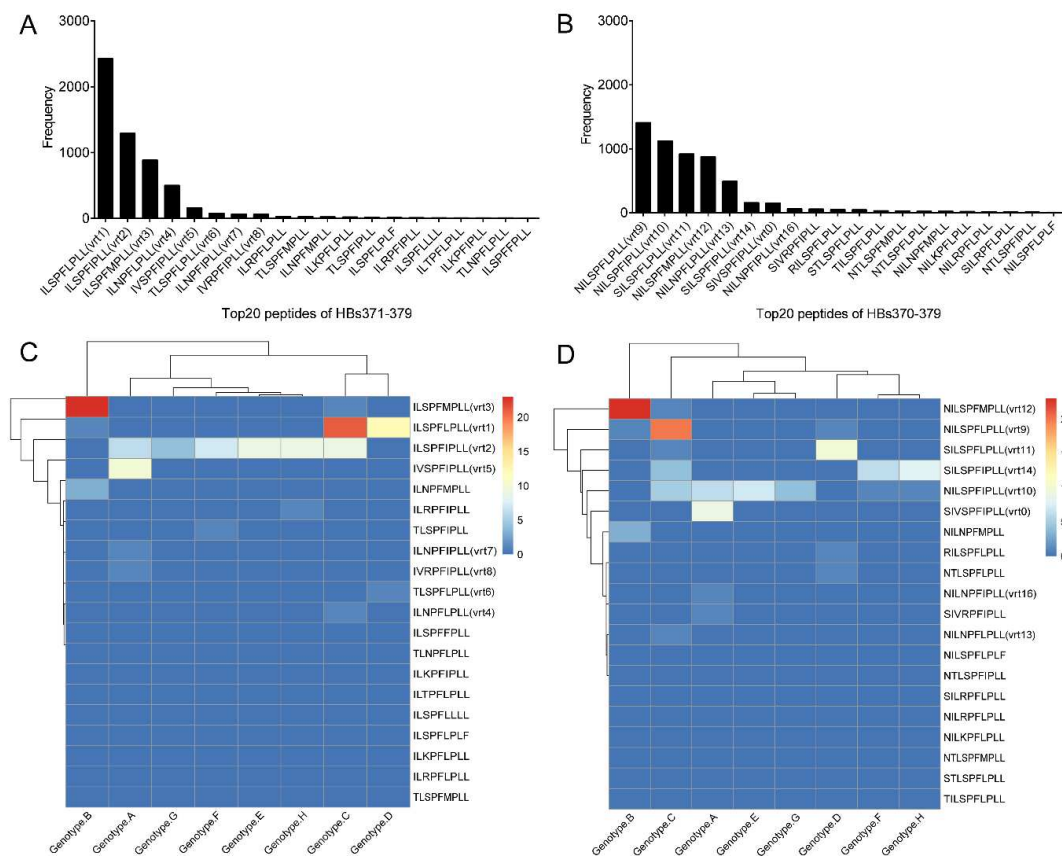 A
3000
2000
1000
0
Frequency
ILSPFLPLL(vrt1)
ILSPFIPLL(vrt2)
ILSPFMPLL(vrt3)
ILNPFLPLL(vrt4)
IVSPFIPLL(vrt5)
TLSPFLPLL(vrt6)
ILNPFIPLL(vrt7)
IVRPFIPLL(vrt8)
ILRPFLPLL
TLSPFMPLL
ILNPFMPLL
ILKPFLPLL
TLSPFIPLL
ILSPFLPLF
ILRPFIPLL
ILSPFLLLL
ILTPFLPLL
ILKPFIPLL
TLNPFLPLL
ILSPFFPLL
Top20 peptides of HBs371-379
B
3000
2000
1000
0
Frequency
NILSPFLPLL(vrt9)
NILSPFIPLL(vrt10)
SILSPFLPLL(vrt11)
NILSPFMPLL(vrt12)
NILNPFLPLL(vrt13)
SILSPFIPLL(vrt14)
SIVSPFIPLL(vrt0)
NILNPFIPLL(vrt16)
SIVRPFIPLL
RILSPFLPLL
STLSPFLPLL
TILSPFLPLL
NTLSPFMPLL
NTLSPFLPLL
NILNPFMPLL
NILKPFLPLL
NILRPFLPLL
SILRPFLPLL
NTLSPFIPLL
NILSPFLPLF
Top20 peptides of HBs370-379
C
ILSPFMPLL(vrt3)
ILSPFLPLL(vrt1)
ILSPFIPLL(vrt2)
IVSPFIPLL(vrt5)
ILNPFMPLL
ILRPFIPLL
TLSPFIPLL
ILNPFIPLL(vrt7)
IVRPFIPLL(vrt8)
TLSPFLPLL(vrt6)
ILNPFLPLL(vrt4)
ILSPFFPLL
TLNPFLPLL
ILKPFIPLL
ILTPFLPLL
ILSPFLLLL
ILSPFLPLF
ILKPFLPLL
ILRPFLPLL
TLSPFMPLL
20
15
10
5
0
Genotype.B
Genotype.A
Genotype.G
Genotype.F
Genotype.E
Genotype.H
Genotype.C
Genotype.D
D
NILSPFMPLL(vrt12)
NILSPFLPLL(vrt9)
SILSPFLPLL(vrt11)
SILSPFIPLL(vrt14)
NILSPFIPLL(vrt10)
SIVSPFIPLL(vrt0)
NILNPFMPLL
RILSPFLPLL
NTLSPFLPLL
NILNPFIPLL(vrt16)
SIVRPFIPLL
NILNPFLPLL(vrt13)
NILSPFLPLF
NTLSPFIPLL
SILRPFLPLL
NILRPFLPLL
NILKPFLPLL
NTLSPFMPLL
STLSPFLPLL
TILSPFLPLL
Genotype.B
Genotype.C
Genotype.A
Genotype.E
Genotype.G
Genotype.D
Genotype.F
Genotype.H